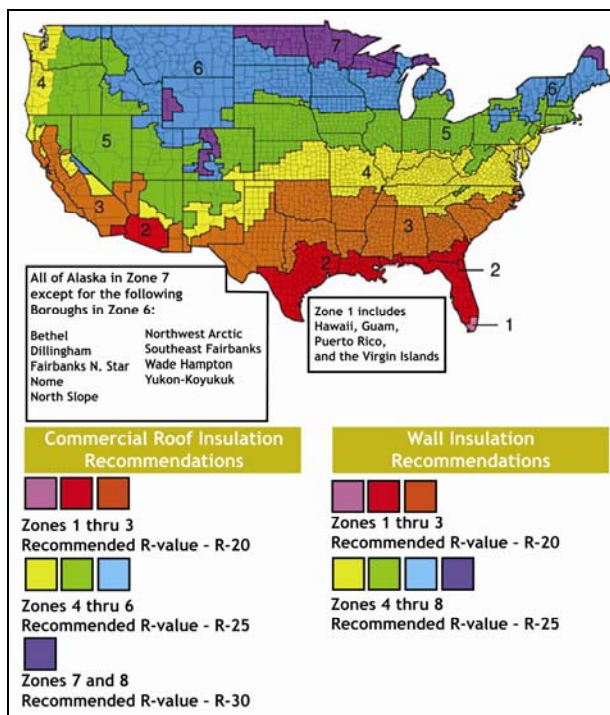 7
6
6
4
5
5
4
3
3
2
2
2
1
All of Alaska in Zone 7
except for the following
Boroughs in Zone 6:
Bethel
Dillingham
Fairbanks N. Star
Nome
North Slope
Northwest Arctic
Southeast Fairbanks
Wade Hampton
Yukon-Koyukuk
Zone 1 includes
Hawaii, Guam,
Puerto Rico,
and the Virgin Islands
Commercial Roof Insulation
Recommendations
Zones 1 thru 3
Recommended R-value - R-20
Zones 4 thru 6
Recommended R-value - R-25
Zones 7 and 8
Recommended R-value - R-30
Wall Insulation
Recommendations
Zones 1 thru 3
Recommended R-value - R-20
Zones 4 thru 8
Recommended R-value - R-25